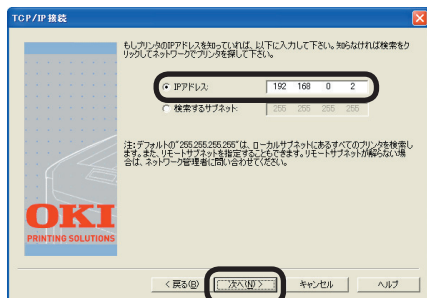 TCP/IP 接続
もしプリンタのIPアドレスを知っていれば、以下に入力して下さい。知らなければ検索をク
リックしてネットワークでプリンタを探して下さい。
IPアドレス: 192 168 0 2
検索するサブネット: 255 255 255 255
注:デフォルトの"255.255.255.255"は、ローカルサブネットにあるすべてのプリンタを検索し
ます。また、リモートサブネットを指定することもできます。リモートサブネットが解らない場
合は、ネットワーク管理者に問い合わせてください。
OKI
PRINTING SOLUTIONS
< 戻る(B) 次へ(N) > キャンセル ヘルプ